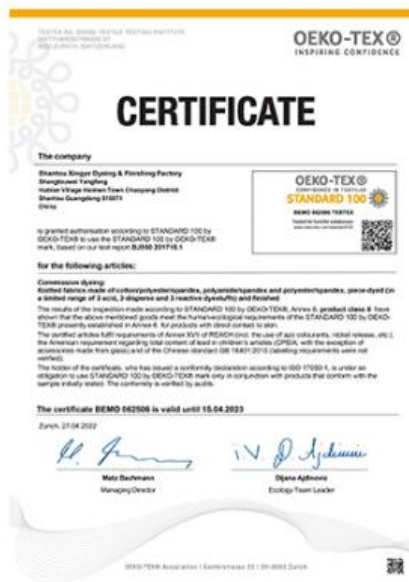 OEKO-TEX®
INSPIRING CONFIDENCE
CERTIFICATE
The company
Shantou Xingye Dyeing & Finishing Factory
Shangbuwei Yangfeng
Village Haimen Town Chaoyang District
Shantou Guangdong
China
OEKO-TEX®
CONFIDENCE IN TEXTILES
STANDARD 100
TESTEX
is granted authorisation according to STANDARD 100 by
OEKO-TEX® to use the STANDARD 100 by OEKO-TEX®
mark, based on our test report
for the following articles:
Commission dyeing:
Knitted fabrics made of cotton/polyester/spandex, polyamide/spandex and polyester/spandex, piece-dyed (in
a limited range of 3 acid, 3 disperse and 3 reactive dyestuffs) and finished
The results of the inspection made according to STANDARD 100 by OEKO-TEX®, Annex 6, product class II have
shown that the above mentioned goods meet the human-ecological requirements of the STANDARD 100 by OEKO-
TEX® presently established in Annex 6 for products with direct contact to skin.
The certified articles fulfil requirements of Annex XVII of REACH (incl. the use of azo colourants, nickel release, etc.),
the American requirement regarding total content of lead in children's articles (CPSIA, with the exception of
accessories made from glass) and of the Chinese standard GB 18401:2010 (labelling requirements were not
verified).
The holder of the certificate, who has issued a conformity declaration according to ISO 17050-1, is under an
obligation to use the STANDARD 100 by OEKO-TEX® mark only in conjunction with products that conform with the
sample initially tested. The conformity is verified by audits.
The certificate BEMO 062506 is valid until 15.04.2023
Zurich, 27.04.2022
Matz Bachmann
Managing Director
Dijana Ajdinovic
Ecology Team Leader
OEKO-TEX® Association